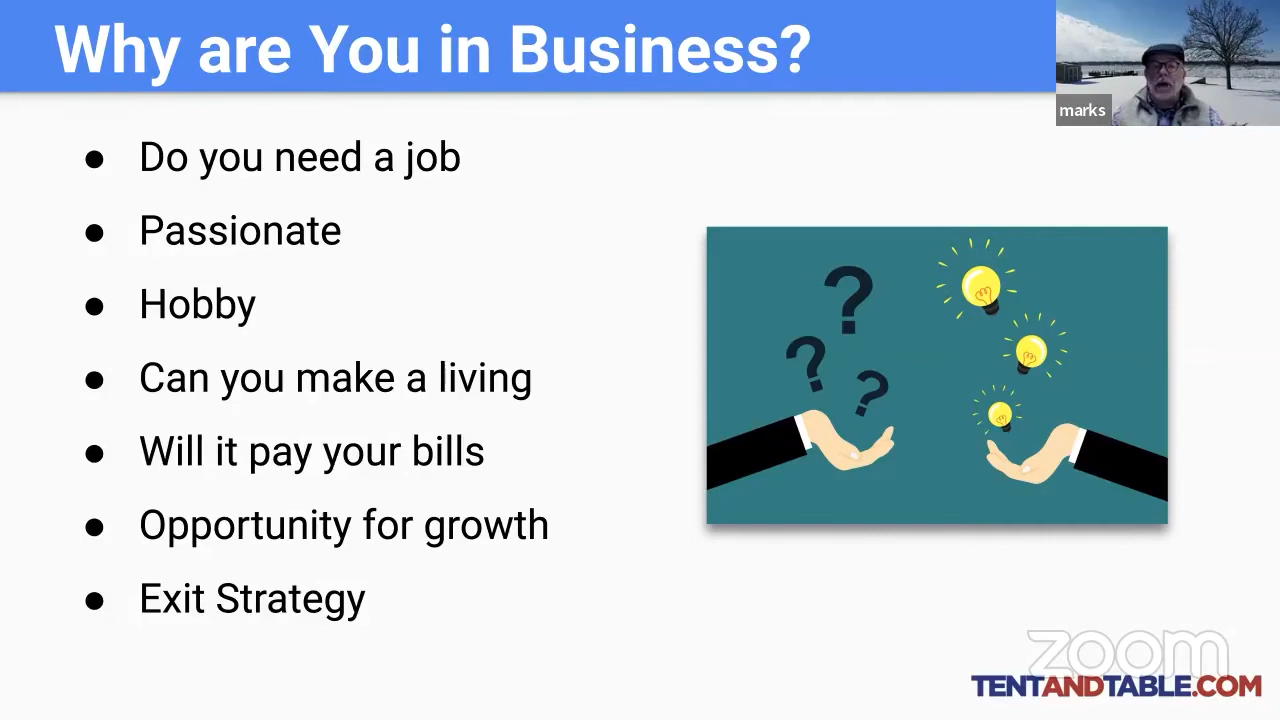 Why are You in Business?
marks
● Do you need a job
● Passionate
● Hobby
● Can you make a living
● Will it pay your bills
● Opportunity for growth
● Exit Strategy
? ? ?
zoom
TENTANDTABLE.COM